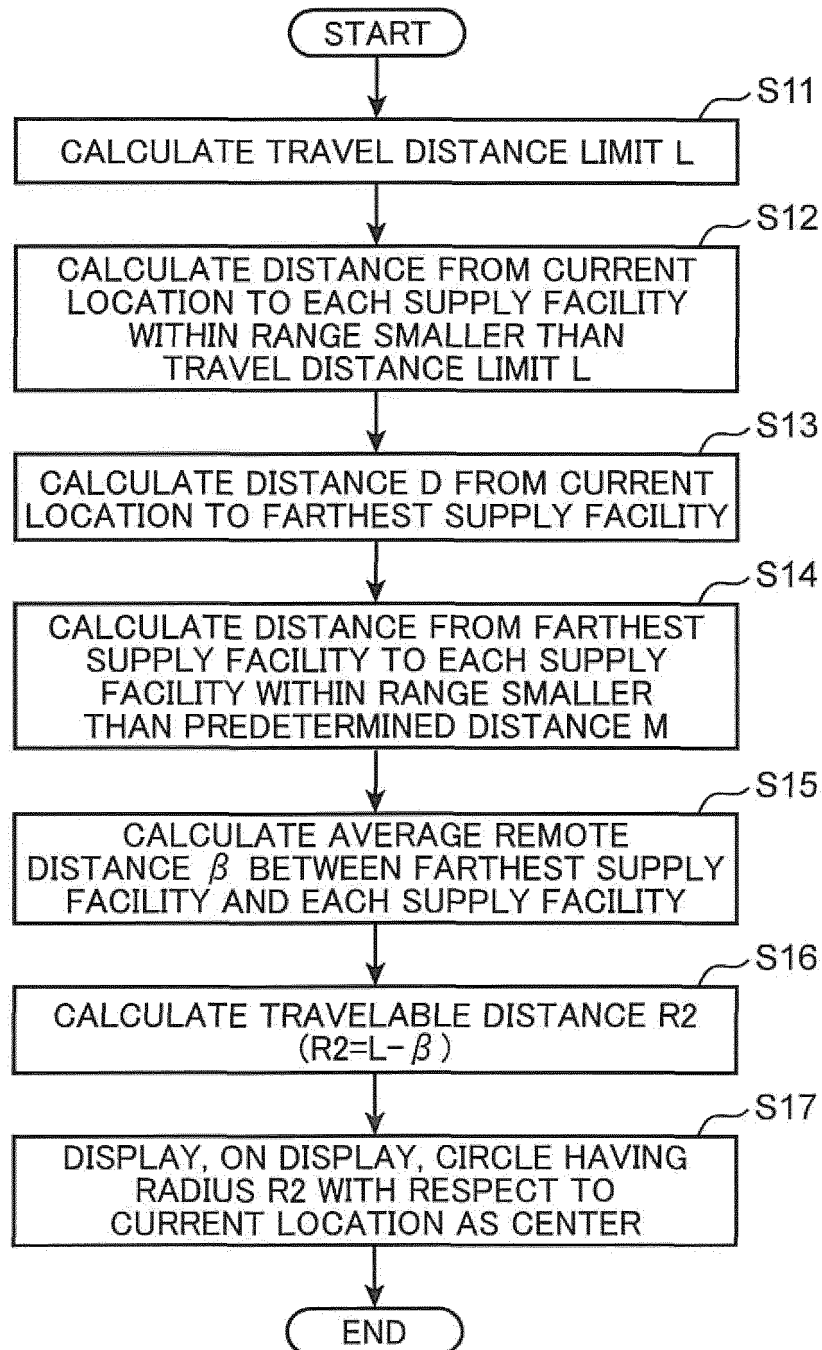 START
S11
CALCULATE TRAVEL DISTANCE LIMIT L
S12
CALCULATE DISTANCE FROM CURRENT
LOCATION TO EACH SUPPLY FACILITY
WITHIN RANGE SMALLER THAN
TRAVEL DISTANCE LIMIT L
S13
CALCULATE DISTANCE D FROM CURRENT
LOCATION TO FARTHEST SUPPLY FACILITY
S14
CALCULATE DISTANCE FROM FARTHEST
SUPPLY FACILITY TO EACH SUPPLY
FACILITY WITHIN RANGE SMALLER
THAN PREDETERMINED DISTANCE M
S15
CALCULATE AVERAGE REMOTE
DISTANCE β BETWEEN FARTHEST SUPPLY
FACILITY AND EACH SUPPLY FACILITY
S16
CALCULATE TRAVELABLE DISTANCE R2
(R2=L-β)
S17
DISPLAY, ON DISPLAY, CIRCLE HAVING
RADIUS R2 WITH RESPECT TO
CURRENT LOCATION AS CENTER
END